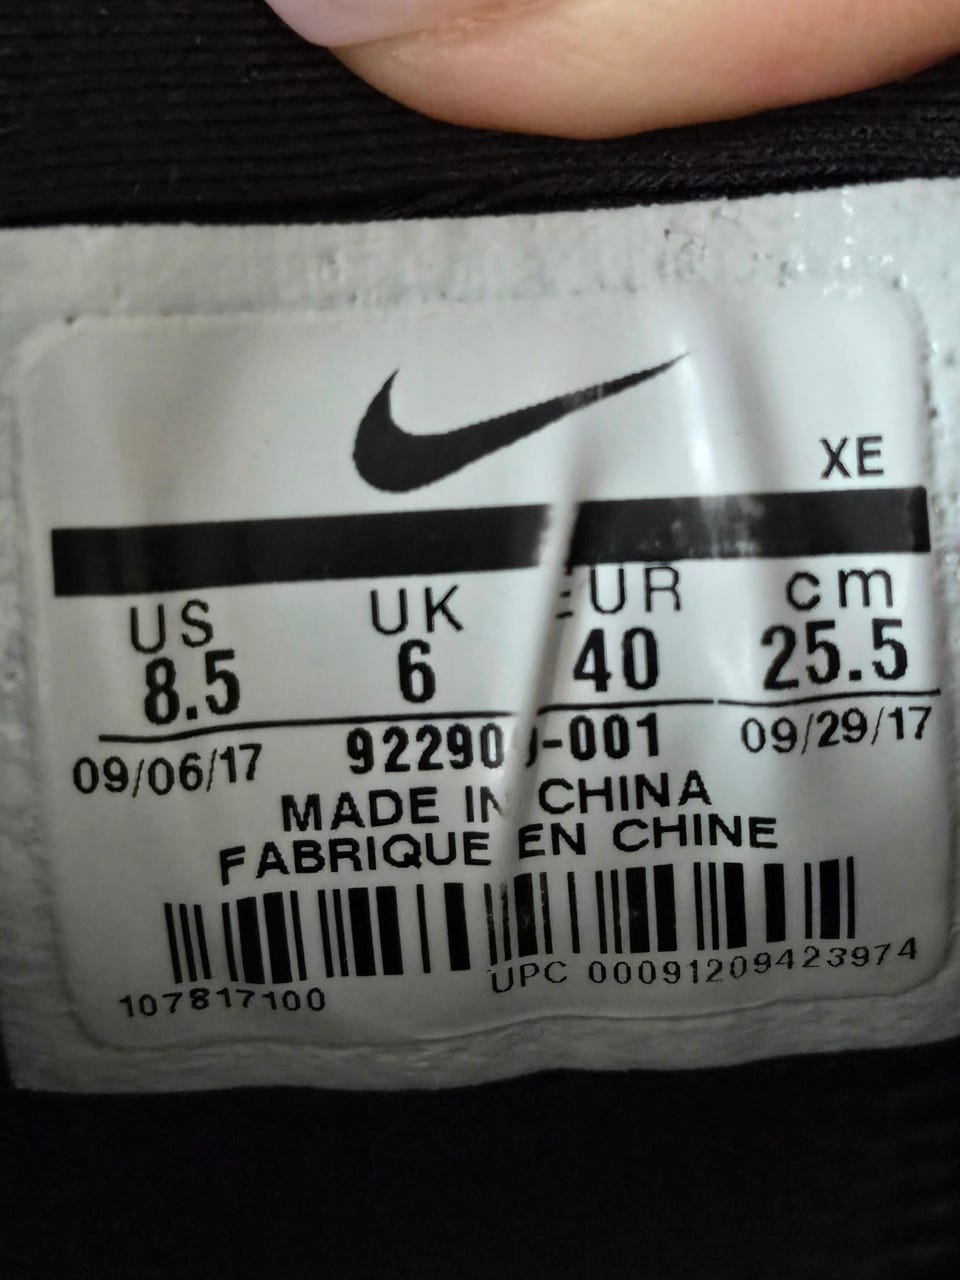 XE
US UK EUR cm
8.5 6 40 25.5
09/06/17 09/29/17
MADE IN CHINA
FABRIQUE EN CHINE
107817100 UPC 00091209423974